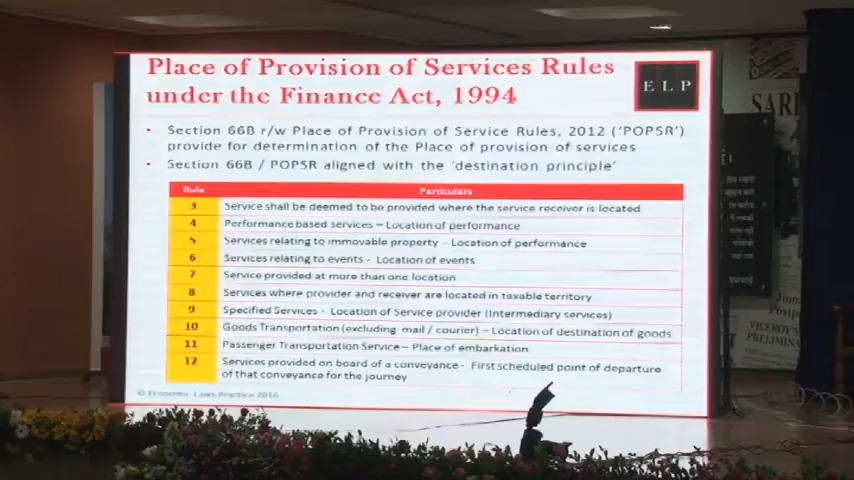 Place of Provision of Services Rules
under the Finance Act, 1994
ELP
• Section 66B r/w Place of Provision of Service Rules, 2012 ('POPSR')
provide for determination of the Place of provision of services
• Section 66B / POPSR aligned with the 'destination principle'
Rule Particulars
3 Service shall be deemed to be provided where the service receiver is located
4 Performance based services – Location of performance
5 Services relating to immovable property – Location of performance
6 Services relating to events - Location of events
7 Service provided at more than one location
8 Services where provider and receiver are located in taxable territory
9 Specified Services - Location of Service provider (Intermediary services)
10 Goods Transportation (excluding mail / courier) – Location of destination of goods
11 Passenger Transportation Service – Place of embarkation
12 Services provided on board of a conveyance- First scheduled point of departure
of that conveyance for the journey
© Economic Laws Practice 2016
SARD
VICEROY'S
PRELIMINA